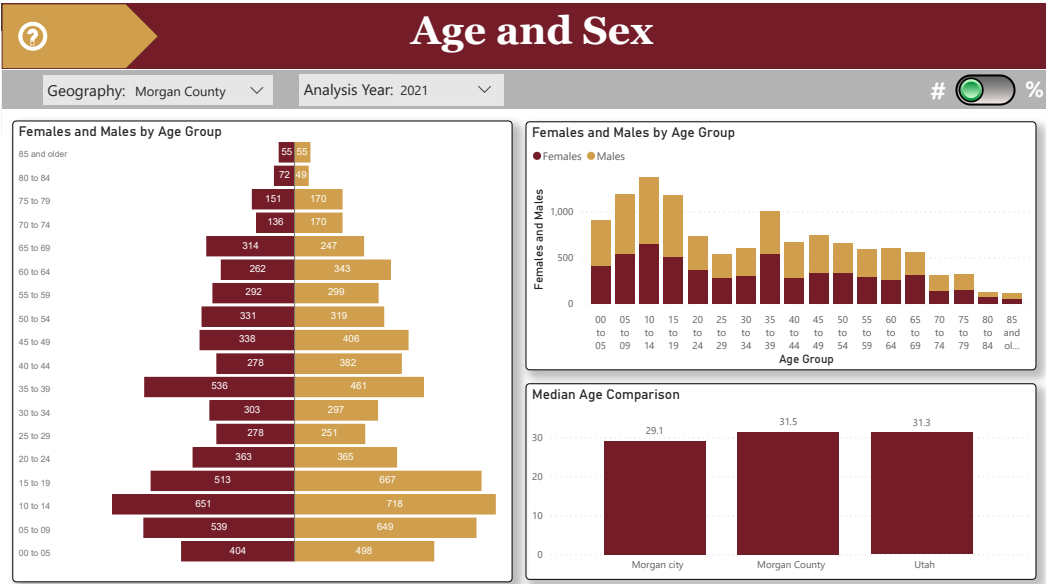 Age and Sex
Geography: Morgan County
Analysis Year: 2021
# %
Females and Males by Age Group
85 and older 55 55
80 to 84 72 49
75 to 79 151 170
70 to 74 136 170
65 to 69 314 247
60 to 64 262 343
55 to 59 292 299
50 to 54 331 319
45 to 49 338 406
40 to 44 278 382
35 to 39 536 461
30 to 34 303 297
25 to 29 278 251
20 to 24 363 365
15 to 19 513 667
10 to 14 651 718
05 to 09 539 649
00 to 05 404 498
Females and Males by Age Group
Females Males
Females and Males
1,000
500
0
00 05 10 15 20 25 30 35 40 45 50 55 60 65 70 75 80 85
to to to to to to to to to to to to to to to to to and
05 09 14 19 24 29 34 39 44 49 54 59 64 69 74 79 84 ol...
Age Group
Median Age Comparison
29.1 31.5 31.3
30
20
10
0
Morgan city Morgan County Utah